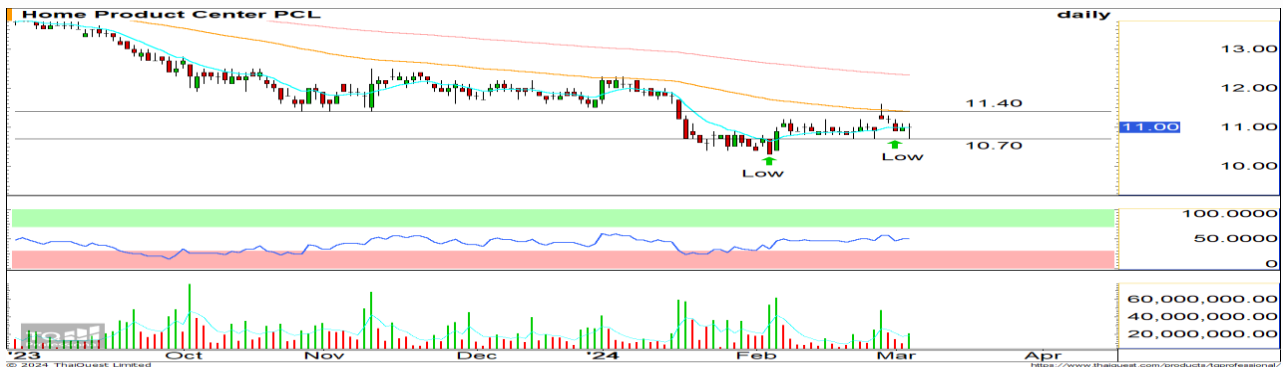 Home Product Center PCL daily
13.00
12.00
11.40
11.00
11.00
10.70
10.00
Low
Low
100.0000
50.0000
0
60,000,000.00
40,000,000.00
20,000,000.00
'23 Oct Nov Dec '24 Feb Mar Apr
© 2024 ThaiQuest Limited https://www.thaiquest.com/products/tqprofessional/